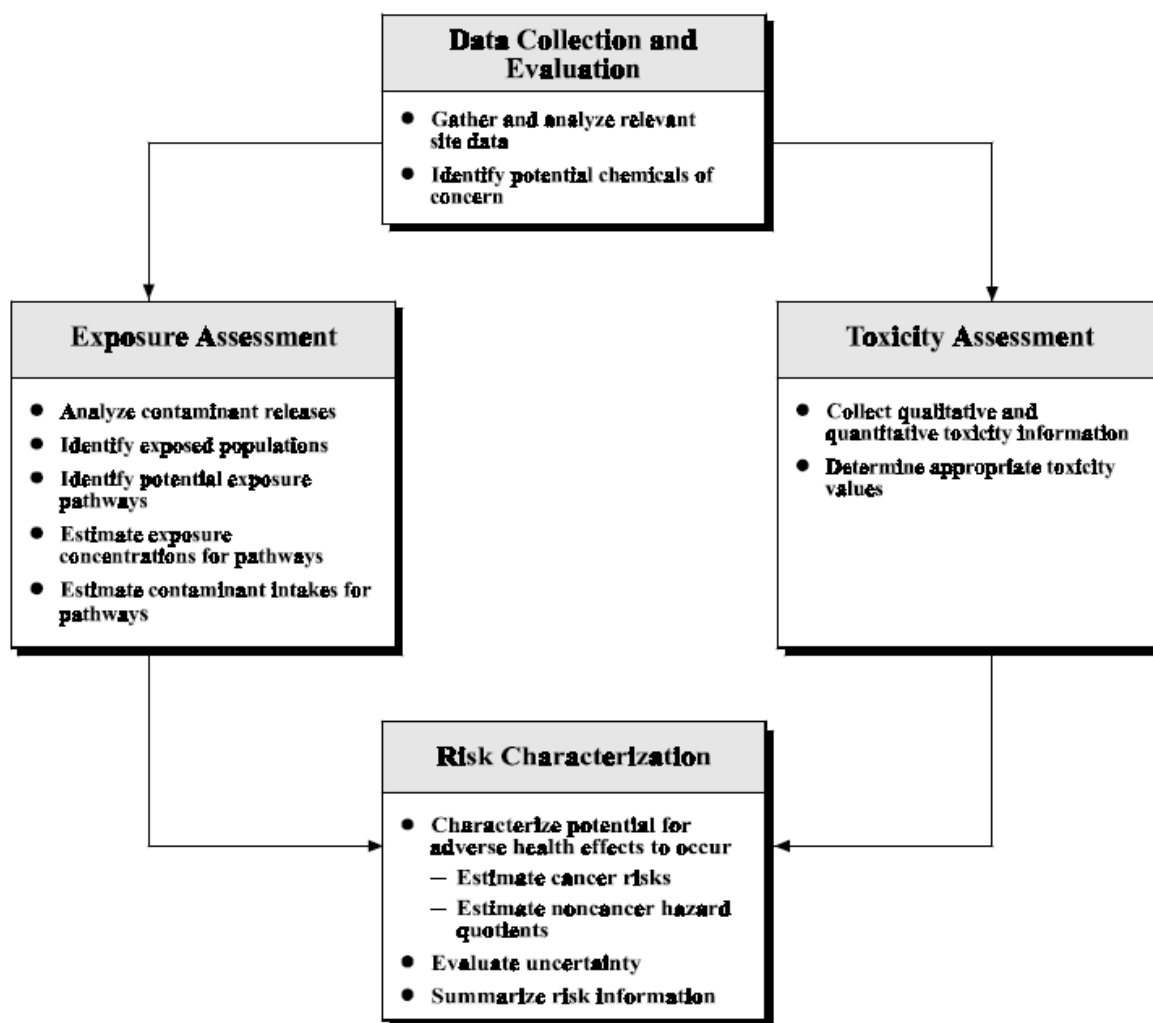 Data Collection and
Evaluation
● Gather and analyze relevant
site data
● Identify potential chemicals of
concern
Exposure Assessment
● Analyze contaminant releases
● Identify exposed populations
● Identify potential exposure
pathways
● Estimate exposure
concentrations for pathways
● Estimate contaminant intakes for
pathways
Toxicity Assessment
● Collect qualitative and
quantitative toxicity information
● Determine appropriate toxicity
values
Risk Characterization
● Characterize potential for
adverse health effects to occur
– Estimate cancer risks
– Estimate noncancer hazard
quotients
● Evaluate uncertainty
● Summarize risk information